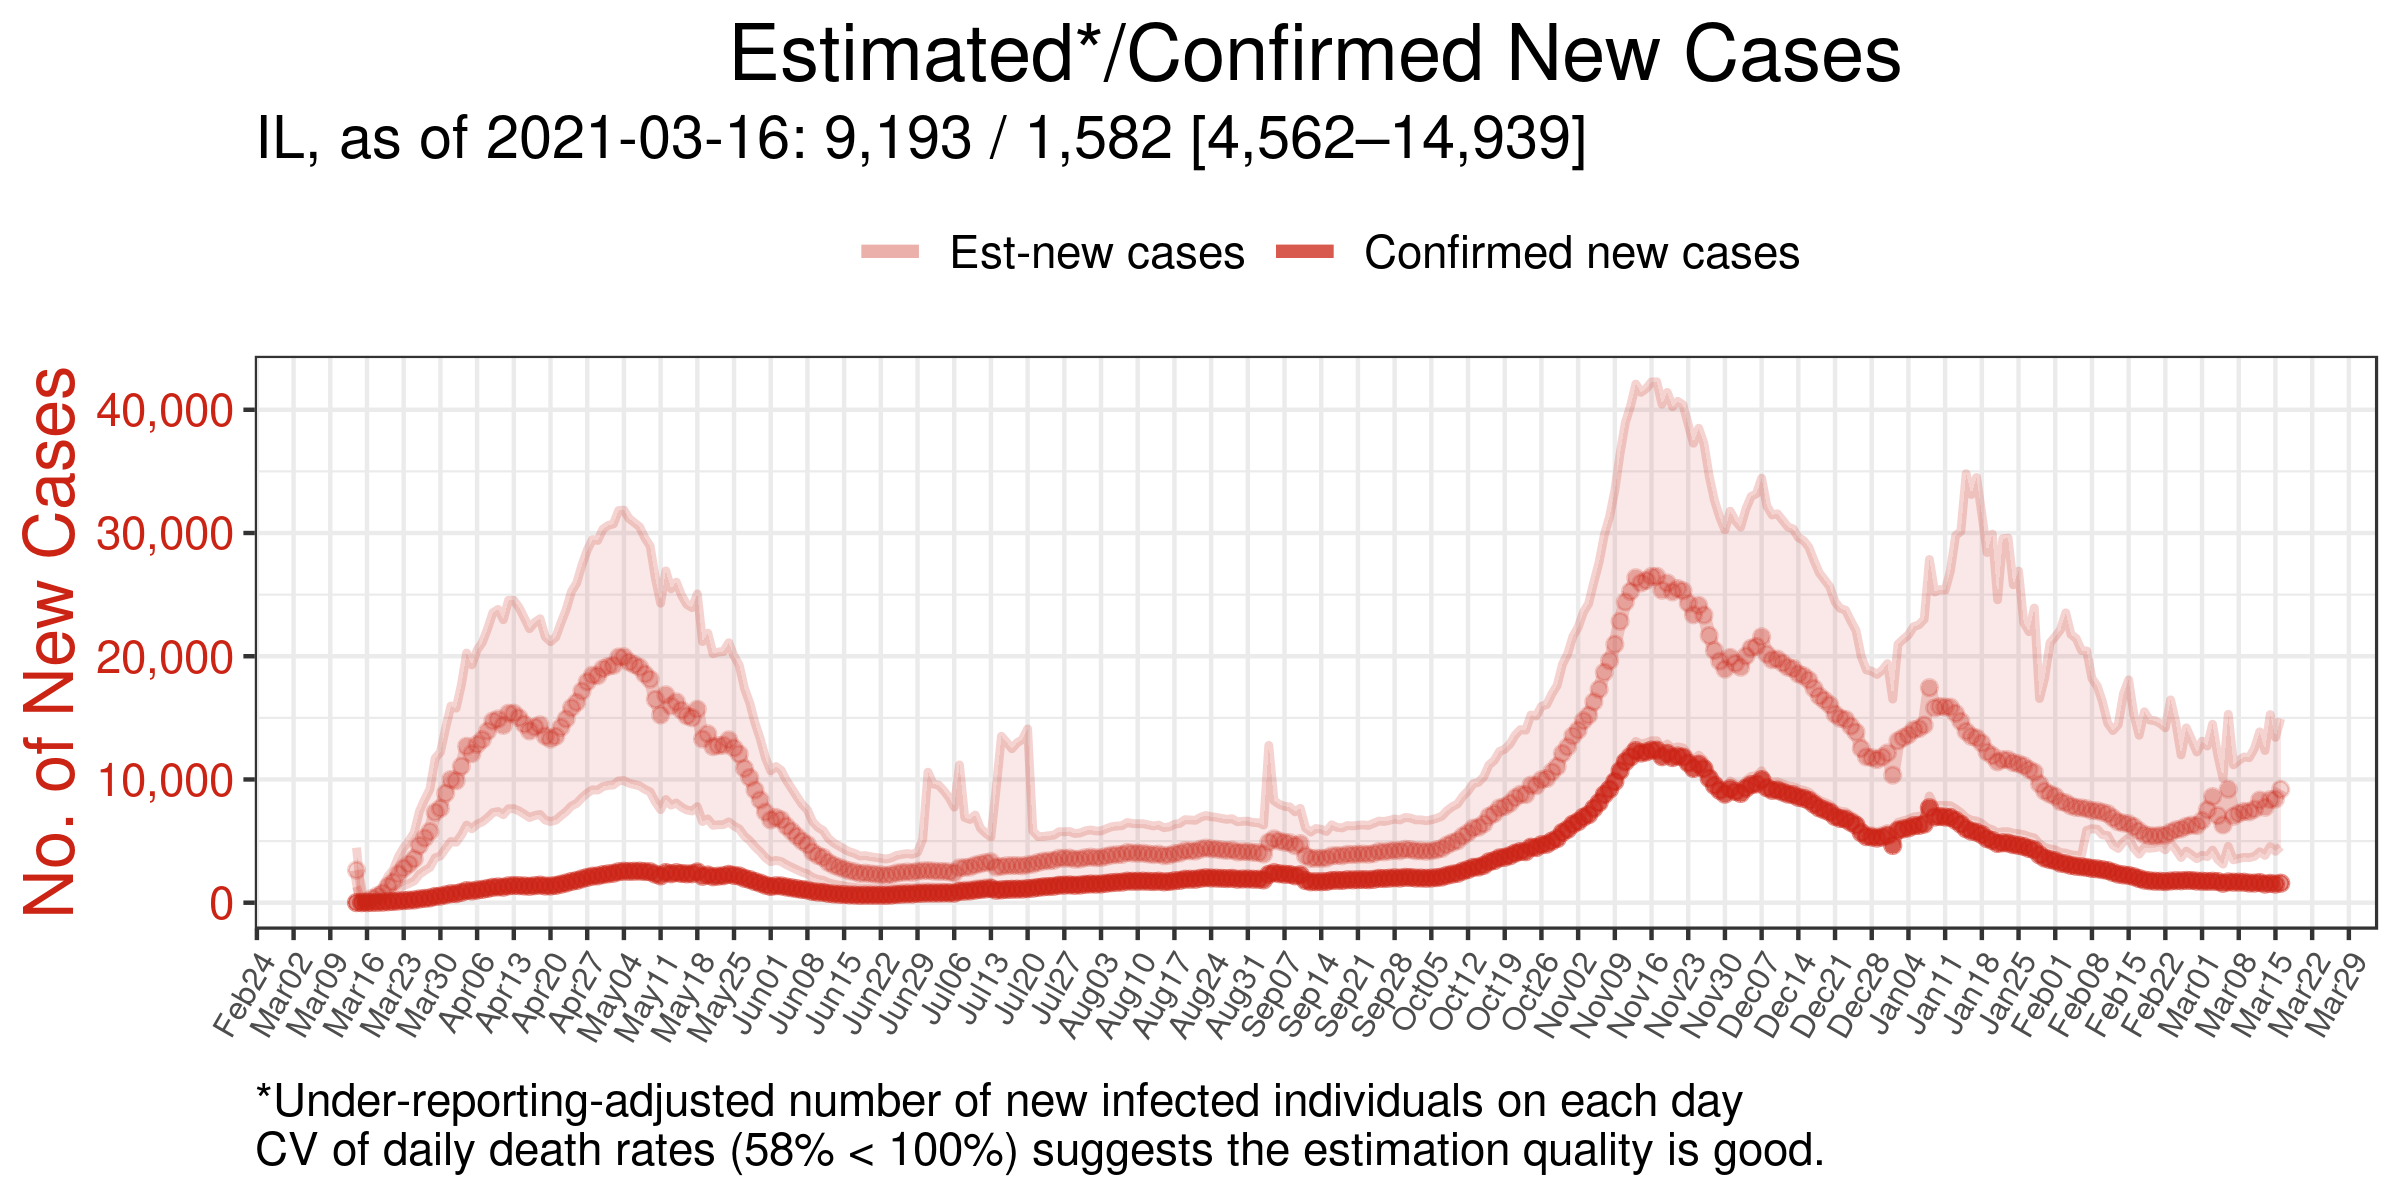 Estimated*/Confirmed New Cases
IL, as of 2021-03-16: 9,193 / 1,582 [4,562–14,939]
Est-new cases Confirmed new cases
No. of New Cases
40,000
30,000
20,000
10,000
0
Feb24 Mar02 Mar09 Mar16 Mar23 Mar30 Apr06 Apr13 Apr20 Apr27 May04 May11 May18 May25 Jun01 Jun08 Jun15 Jun22 Jun29 Jul06 Jul13 Jul20 Jul27 Aug03 Aug10 Aug17 Aug24 Aug31 Sep07 Sep14 Sep21 Sep28 Oct05 Oct12 Oct19 Oct26 Nov02 Nov09 Nov16 Nov23 Nov30 Dec07 Dec14 Dec21 Dec28 Jan04 Jan11 Jan18 Jan25 Feb01 Feb08 Feb15 Feb22 Mar01 Mar08 Mar15 Mar22 Mar29
*Under-reporting-adjusted number of new infected individuals on each day
CV of daily death rates (58% < 100%) suggests the estimation quality is good.